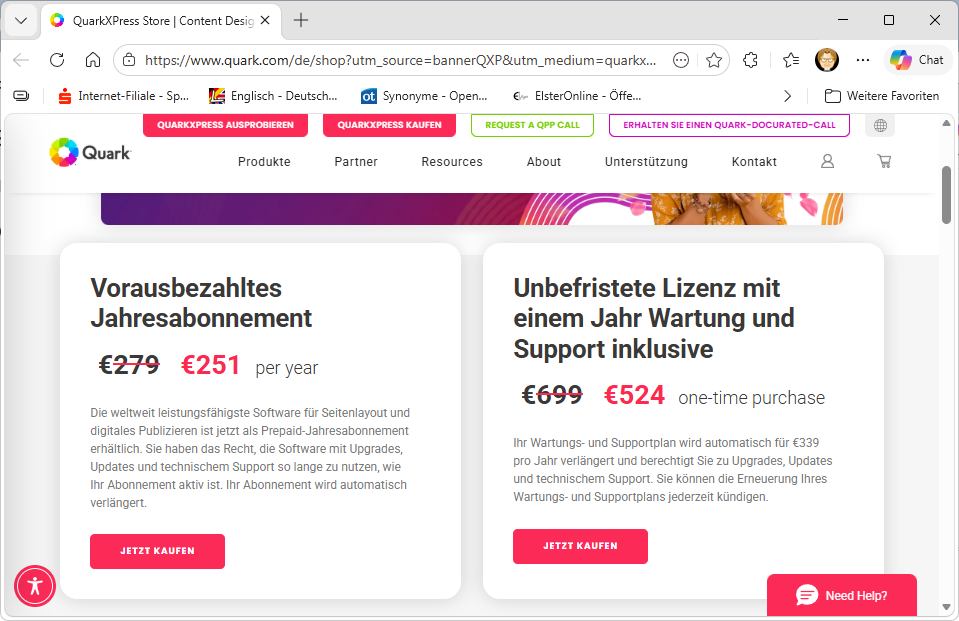 QuarkXPress Store | Content Desig
https://www.quark.com/de/shop?utm_source=bannerQXP&utm_medium=quarkx...
Chat
Internet-Filiale - Sp...
Englisch - Deutsch...
ot
Synonyme - Open...
ElsterOnline - Öffe...
Weitere Favoriten
QUARKXPRESS AUSPROBIEREN
QUARKXPRESS KAUFEN
REQUEST A QPP CALL
ERHALTEN SIE EINEN QUARK-DOCURATED-CALL
Quark
Produkte
Partner
Resources
About
Unterstützung
Kontakt
Vorausbezahltes
Jahresabonnement
€279 €251 per year
Die weltweit leistungsfähigste Software für Seitenlayout und
digitales Publizieren ist jetzt als Prepaid-Jahresabonnement
erhältlich. Sie haben das Recht, die Software mit Upgrades,
Updates und technischem Support so lange zu nutzen, wie
Ihr Abonnement aktiv ist. Ihr Abonnement wird automatisch
verlängert.
JETZT KAUFEN
Unbefristete Lizenz mit
einem Jahr Wartung und
Support inklusive
€699 €524 one-time purchase
Ihr Wartungs- und Supportplan wird automatisch für €339
pro Jahr verlängert und berechtigt Sie zu Upgrades, Updates
und technischem Support. Sie können die Erneuerung Ihres
Wartungs- und Supportplans jederzeit kündigen.
JETZT KAUFEN
Need Help?